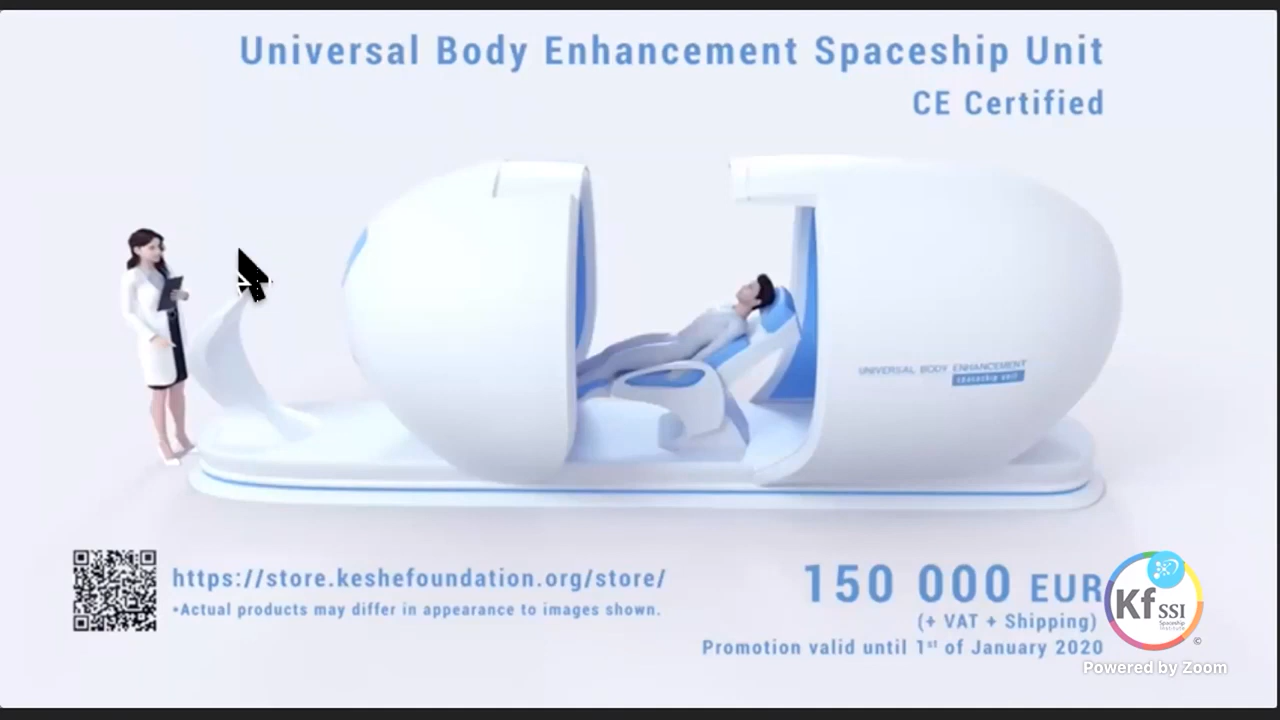 Universal Body Enhancement Spaceship Unit
CE Certified
UNIVERSAL BODY ENHANCEMENT
spaceship unit
https://store.keshefoundation.org/store/
*Actual products may differ in appearance to images shown.
150 000 EUR
(+ VAT + Shipping)
Promotion valid until 1st of January 2020
Kf SSI
Spaceship
Institute
©
Powered by Zoom